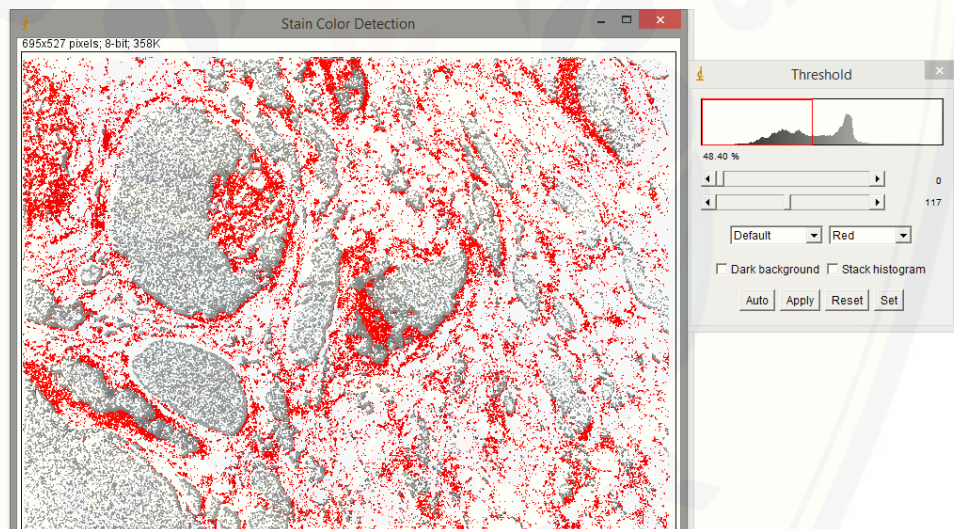 Stain Color Detection
695x527 pixels; 8-bit; 358K
Threshold
48.40 %
0
117
Default Red
Dark background Stack histogram
Auto Apply Reset Set